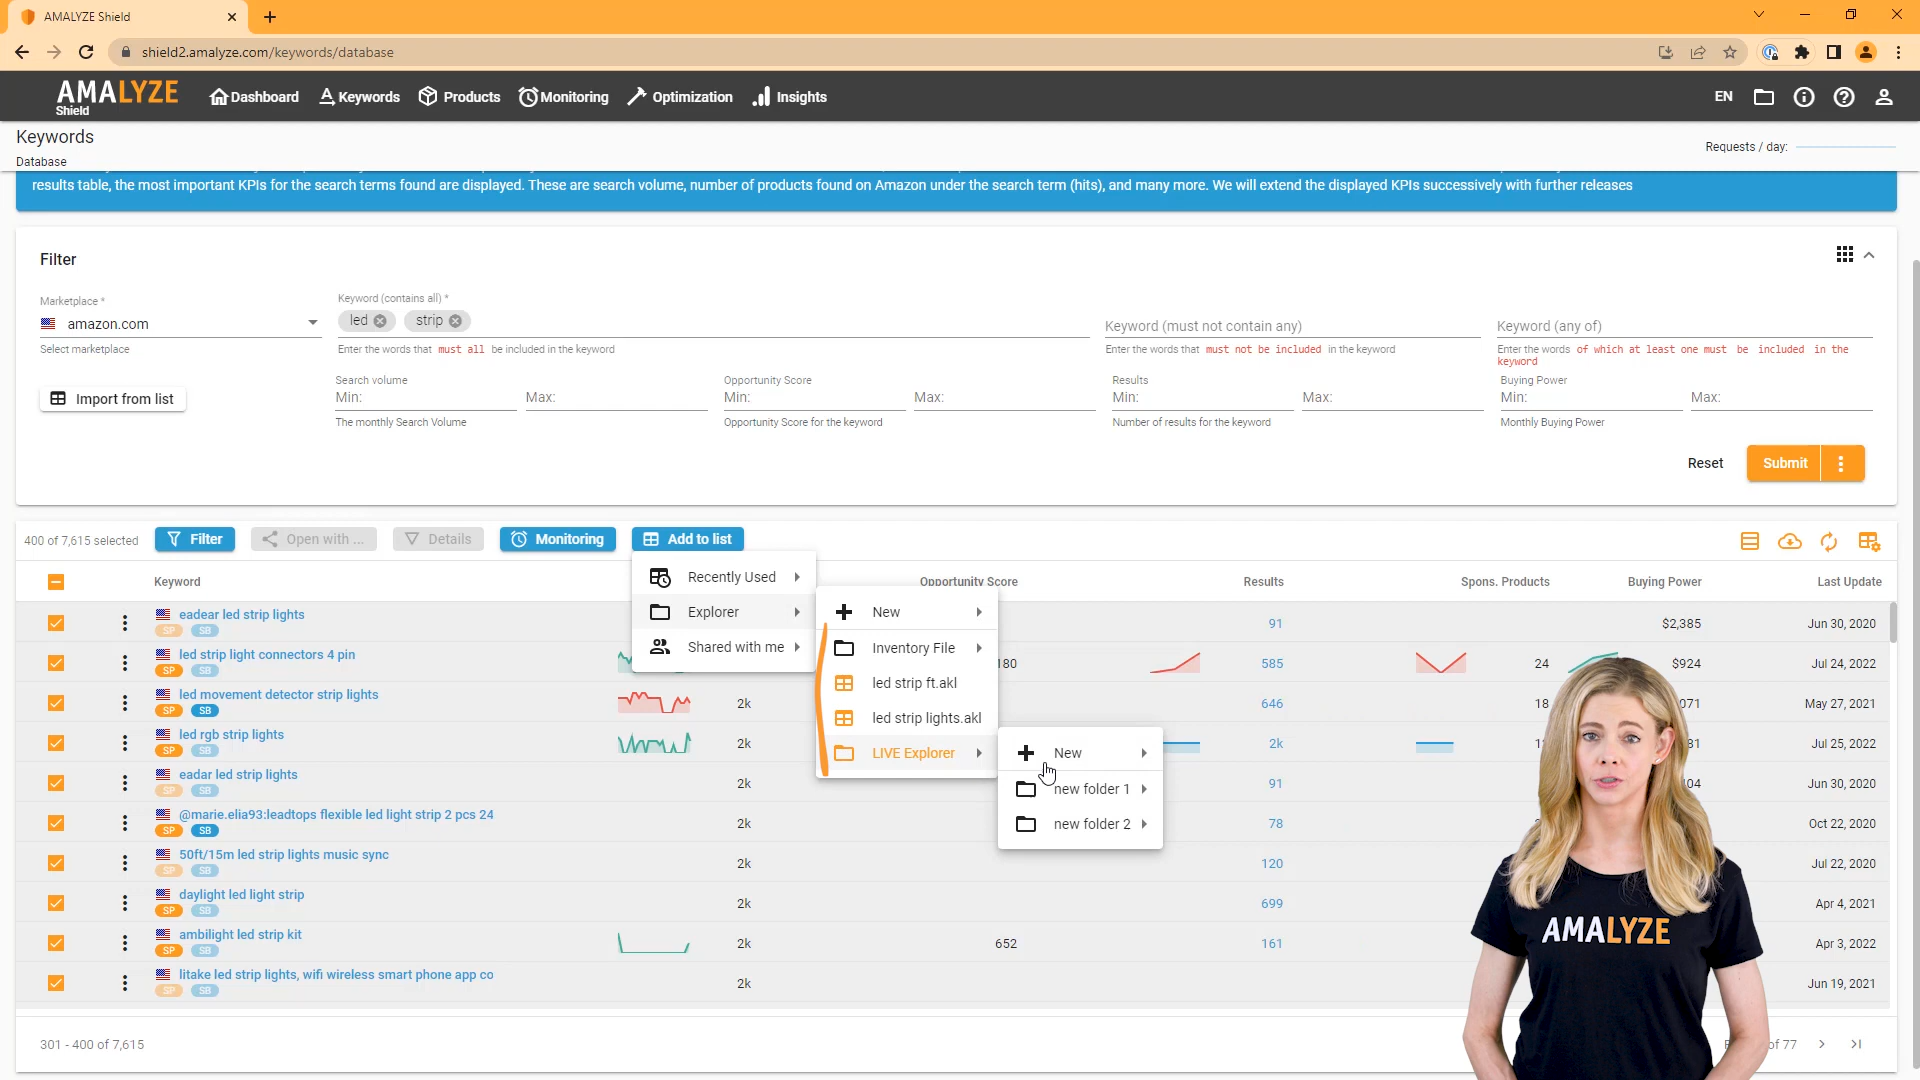 AMALYZE Shield
shield2.amalyze.com/keywords/database
AMALYZE
Shield
Dashboard Keywords Products Monitoring Optimization Insights
EN
Keywords
Database
Requests / day:
results table, the most important KPIs for the search terms found are displayed. These are search volume, number of products found on Amazon under the search term (hits), and many more. We will extend the displayed KPIs successively with further releases
Filter
Marketplace *
amazon.com
Select marketplace
Keyword (contains all) *
led strip
Enter the words that must all be included in the keyword
Keyword (must not contain any)
Enter the words that must not be included in the keyword
Keyword (any of)
Enter the words of which at least one must be included in the
keyword
Import from list
Search volume
Min: Max:
The monthly Search Volume
Opportunity Score
Min: Max:
Opportunity Score for the keyword
Results
Min: Max:
Number of results for the keyword
Buying Power
Min: Max:
Monthly Buying Power
Reset Submit
400 of 7,615 selected Filter Open with ... Details Monitoring Add to list
Keyword Opportunity Score Results Spons. Products Buying Power Last Update
Recently Used
Explorer
Shared with me
New
Inventory File
led strip ft.akl
led strip lights.akl
LIVE Explorer
New
new folder 1
new folder 2
eadear led strip lights 91 $2,385 Jun 30, 2020
SP SB
led strip light connectors 4 pin 180 585 24 $924 Jul 24, 2022
SP SB
led movement detector strip lights 2k 646 18 071 May 27, 2021
SP SB
led rgb strip lights 2k 2k 81 Jul 25, 2022
SP SB
eadar led strip lights 2k 91 04 Jun 30, 2020
SP SB
@marie.elia93:leadtops flexible led light strip 2 pcs 24 2k 78 Oct 22, 2020
SP SB
50ft/15m led strip lights music sync 2k 120 Jul 22, 2020
SP SB
daylight led light strip 2k 699 Apr 4, 2021
SP SB
ambilight led strip kit 2k 652 161 Apr 3, 2022
SP SB
litake led strip lights, wifi wireless smart phone app co 2k Jun 19, 2021
SP SB
AMALYZE
301 - 400 of 7,615
of 77